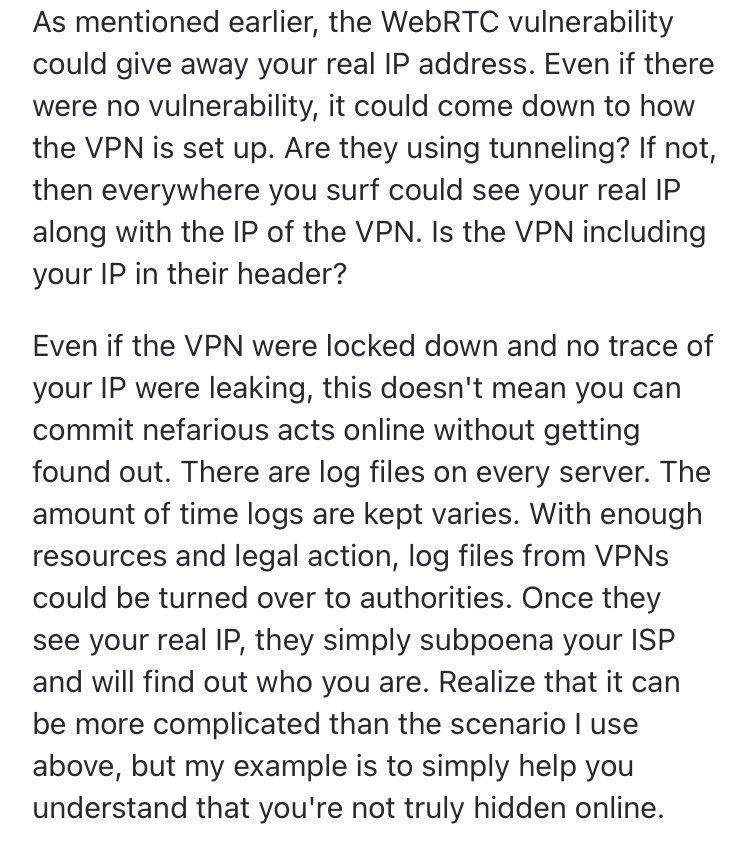 As mentioned earlier, the WebRTC vulnerability
could give away your real IP address. Even if there
were no vulnerability, it could come down to how
the VPN is set up. Are they using tunneling? If not,
then everywhere you surf could see your real IP
along with the IP of the VPN. Is the VPN including
your IP in their header?
Even if the VPN were locked down and no trace of
your IP were leaking, this doesn't mean you can
commit nefarious acts online without getting
found out. There are log files on every server. The
amount of time logs are kept varies. With enough
resources and legal action, log files from VPNs
could be turned over to authorities. Once they
see your real IP, they simply subpoena your ISP
and will find out who you are. Realize that it can
be more complicated than the scenario I use
above, but my example is to simply help you
understand that you're not truly hidden online.